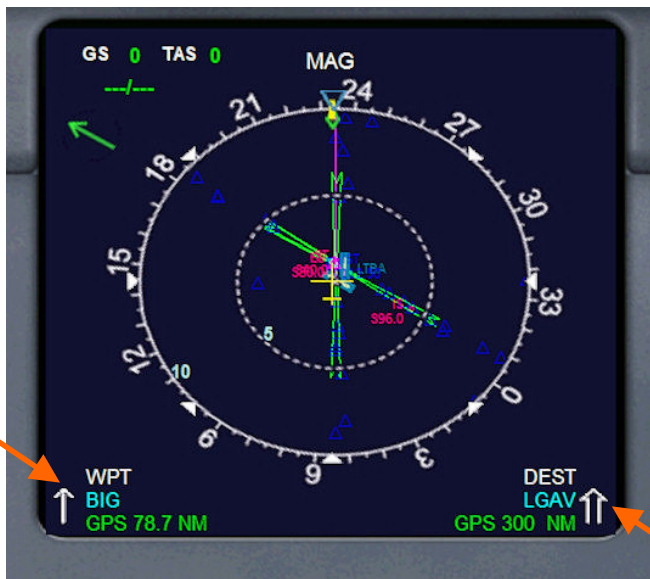 GS 0 TAS 0
MAG
---/---
24
21
27
18
30
15
LTBA
33
S96.0
5
12
10
0
6
3
9
WPT
DEST
BIG
LGAV
GPS 78.7 NM
GPS 300 NM